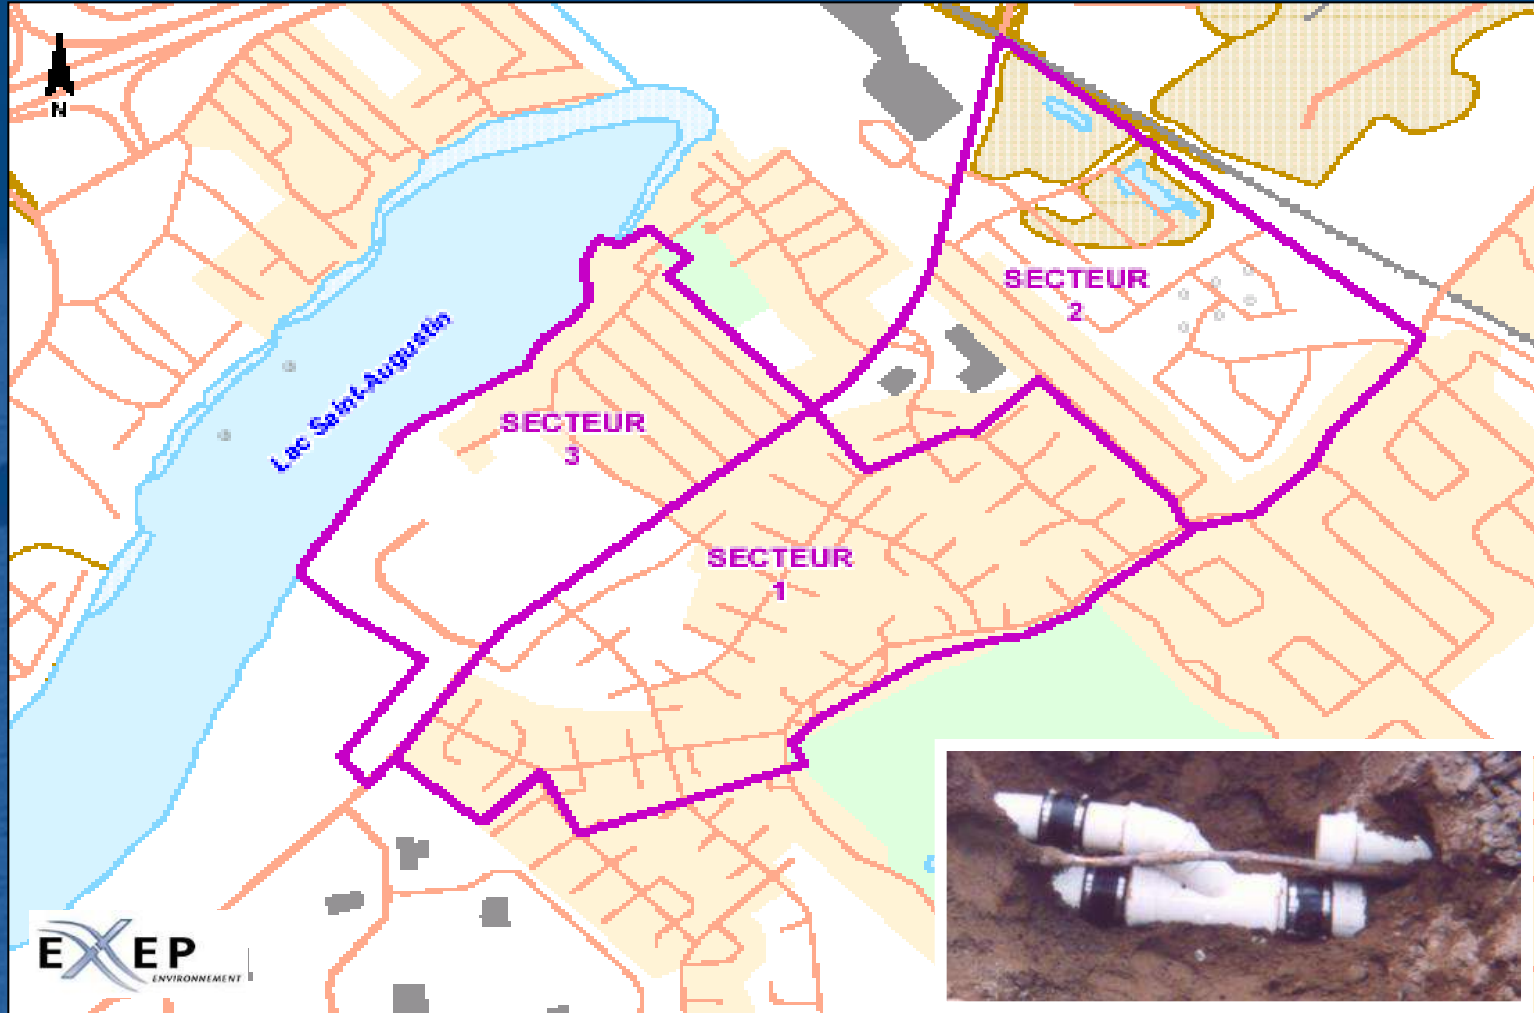 N
SECTEUR
2
Lac Saint-Augustin
SECTEUR
3
SECTEUR
1
EXEP
ENVIRONNEMENT